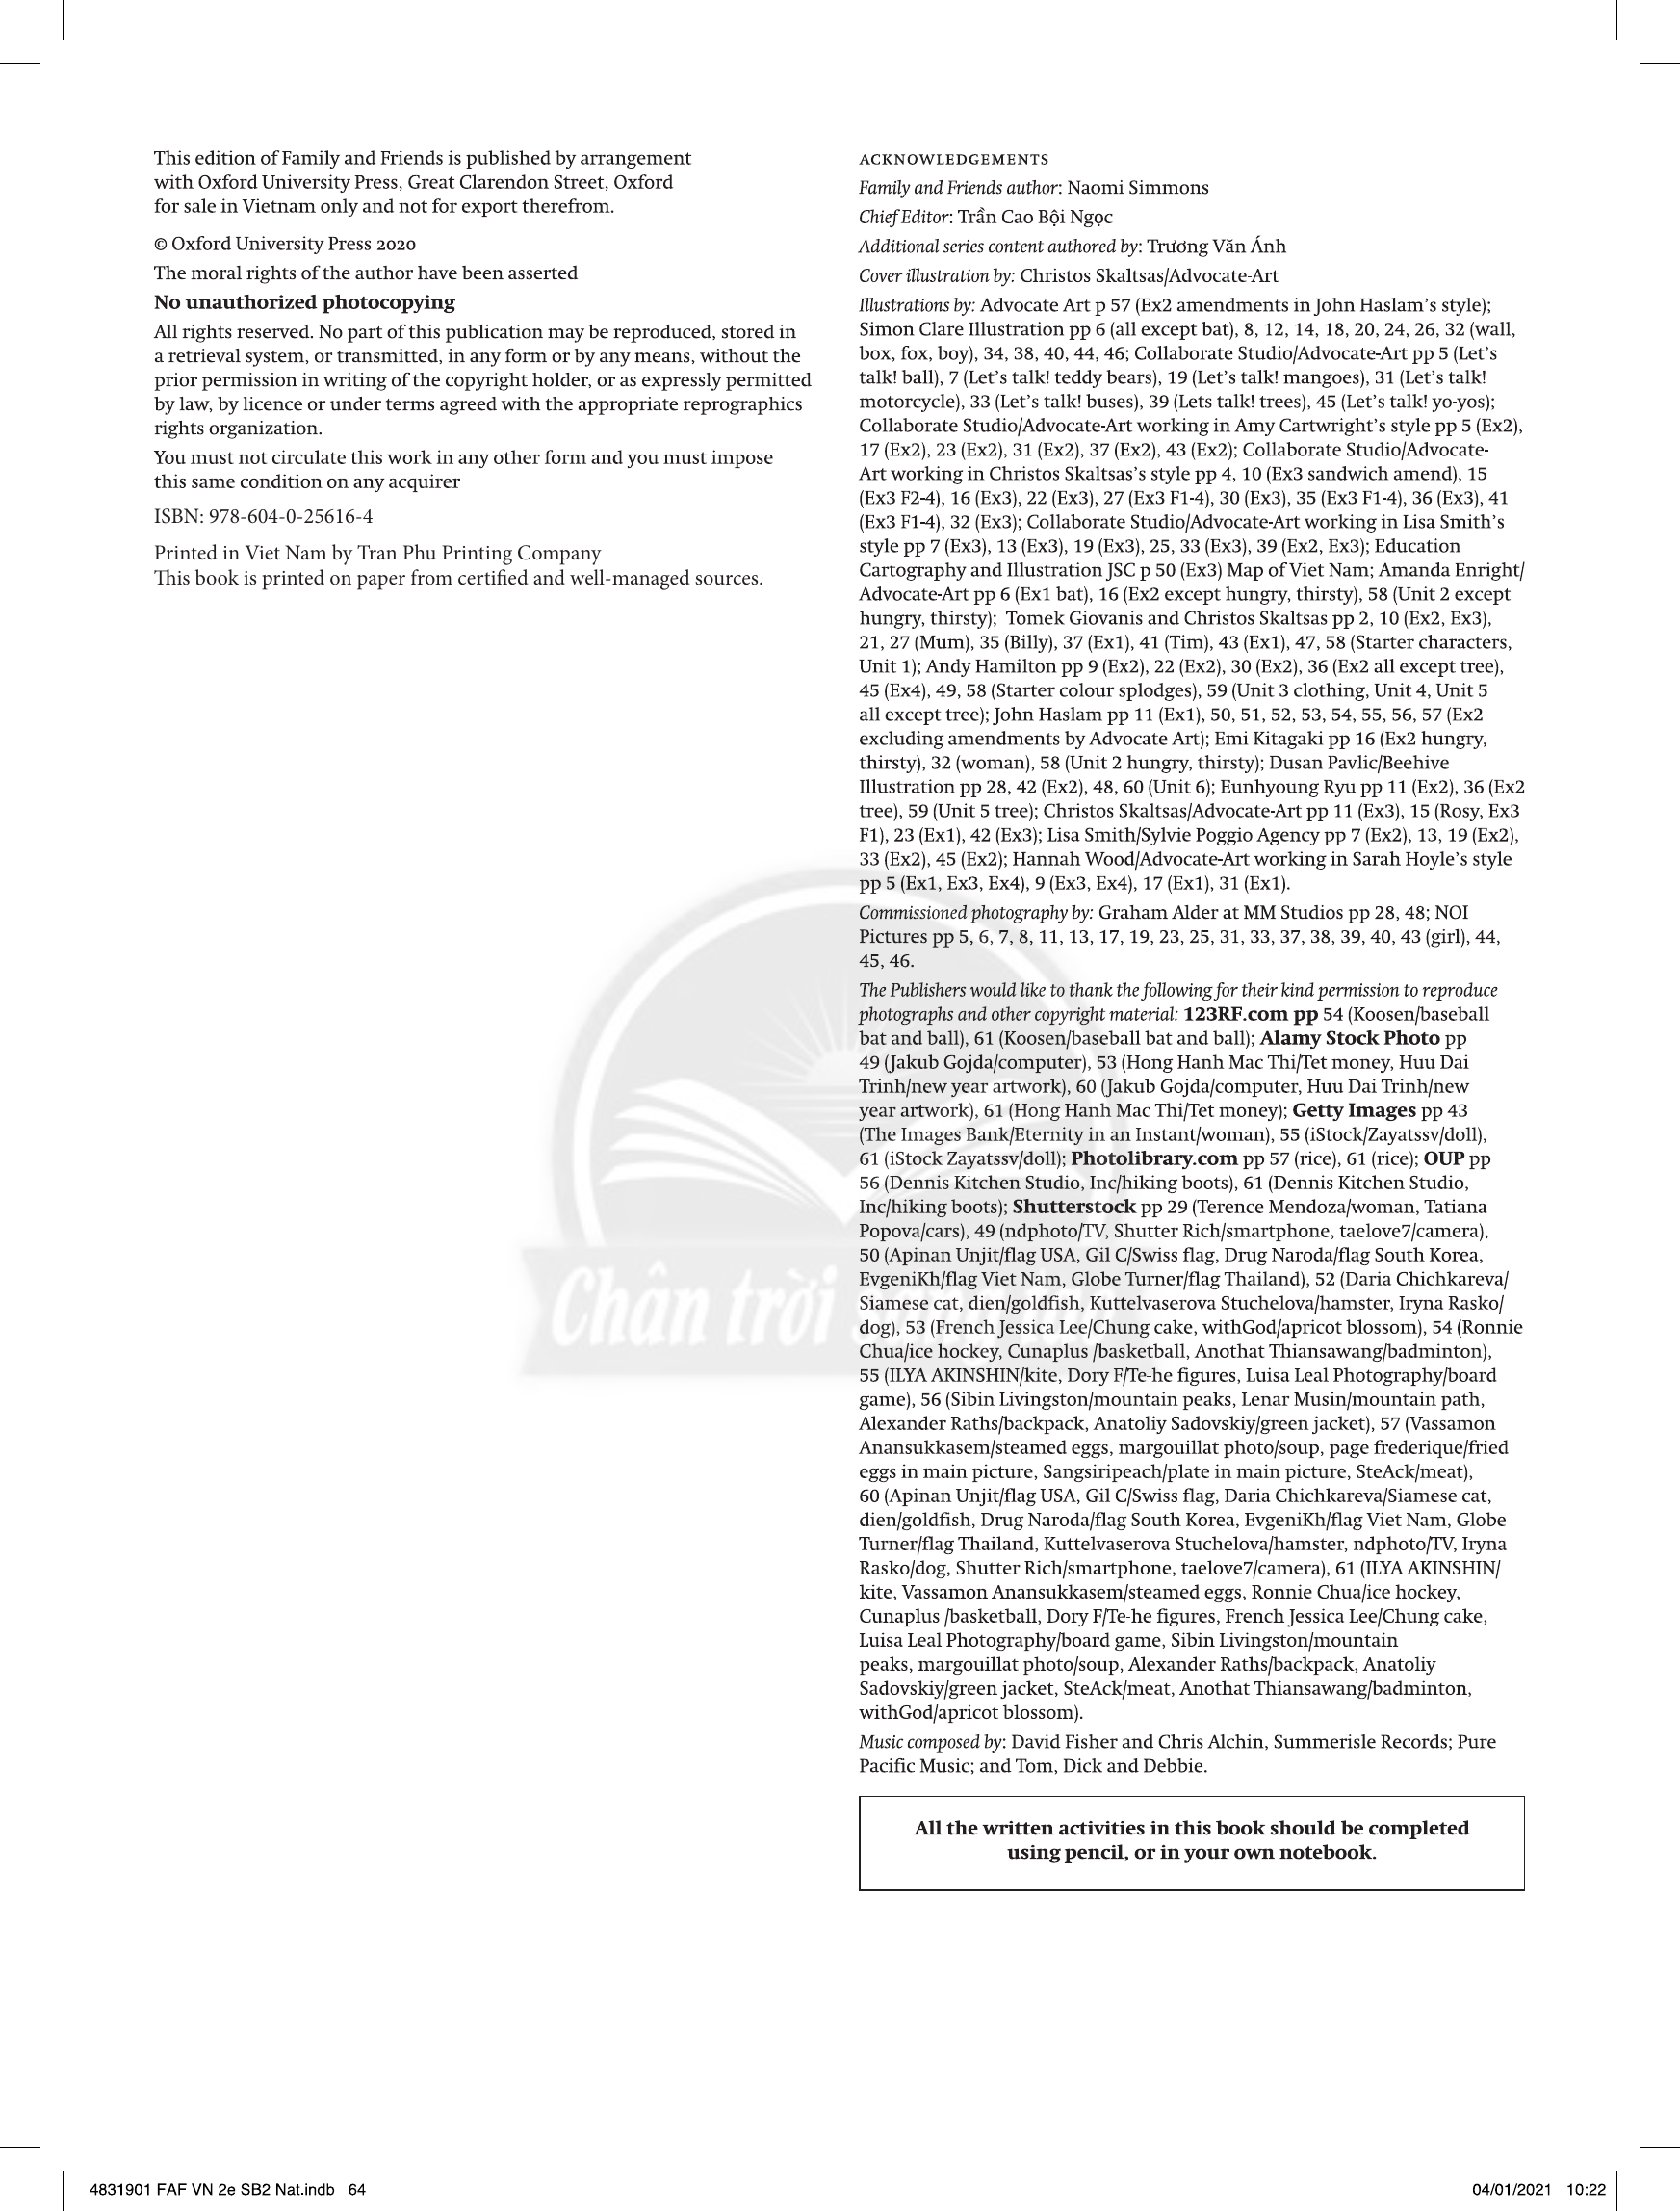 This edition of Family and Friends is published by arrangement
with Oxford University Press, Great Clarendon Street, Oxford
for sale in Vietnam only and not for export therefrom.
© Oxford University Press 2020
The moral rights of the author have been asserted
No unauthorized photocopying
All rights reserved. No part of this publication may be reproduced, stored in
a retrieval system, or transmitted, in any form or by any means, without the
prior permission in writing of the copyright holder, or as expressly permitted
by law, by licence or under terms agreed with the appropriate reprographics
rights organization.
You must not circulate this work in any other form and you must impose
this same condition on any acquirer
ISBN: 978-604-0-25616-4
Printed in Viet Nam by Tran Phu Printing Company
This book is printed on paper from certified and well-managed sources.
ACKNOWLEDGEMENTS
Family and Friends author: Naomi Simmons
Chief Editor: Trần Cao Bội Ngọc
Additional series content authored by: Trương Văn Ánh
Cover illustration by: Christos Skaltsas/Advocate-Art
Illustrations by: Advocate Art p 57 (Ex2 amendments in John Haslam's style);
Simon Clare Illustration pp 6 (all except bat), 8, 12, 14, 18, 20, 24, 26, 32 (wall,
box, fox, boy), 34, 38, 40, 44, 46; Collaborate Studio/Advocate-Art pp 5 (Let's
talk! ball), 7 (Let's talk! teddy bears), 19 (Let's talk! mangoes), 31 (Let's talk!
motorcycle), 33 (Let's talk! buses), 39 (Lets talk! trees), 45 (Let's talk! yo-yos);
Collaborate Studio/Advocate-Art working in Amy Cartwright's style pp 5 (Ex2),
17 (Ex2), 23 (Ex2), 31 (Ex2), 37 (Ex2), 43 (Ex2); Collaborate Studio/Advocate-
Art working in Christos Skaltsas's style pp 4, 10 (Ex3 sandwich amend), 15
(Ex3 F2-4), 16 (Ex3), 22 (Ex3), 27 (Ex3 F1-4), 30 (Ex3), 35 (Ex3 F1-4), 36 (Ex3), 41
(Ex3 F1-4), 32 (Ex3); Collaborate Studio/Advocate-Art working in Lisa Smith's
style pp 7 (Ex3), 13 (Ex3), 19 (Ex3), 25, 33 (Ex3), 39 (Ex2, Ex3); Education
Cartography and Illustration JSC p 50 (Ex3) Map of Viet Nam; Amanda Enright/
Advocate-Art pp 6 (Ex1 bat), 16 (Ex2 except hungry, thirsty), 58 (Unit 2 except
hungry, thirsty); Tomek Giovanis and Christos Skaltsas pp 2, 10 (Ex2, Ex3),
21, 27 (Mum), 35 (Billy), 37 (Ex1), 41 (Tim), 43 (Ex1), 47, 58 (Starter characters,
Unit 1); Andy Hamilton pp 9 (Ex2), 22 (Ex2), 30 (Ex2), 36 (Ex2 all except tree),
45 (Ex4), 49, 58 (Starter colour splodges), 59 (Unit 3 clothing, Unit 4, Unit 5
all except tree); John Haslam pp 11 (Ex1), 50, 51, 52, 53, 54, 55, 56, 57 (Ex2
excluding amendments by Advocate Art); Emi Kitagaki pp 16 (Ex2 hungry,
thirsty), 32 (woman), 58 (Unit 2 hungry, thirsty); Dusan Pavlic/Beehive
Illustration pp 28, 42 (Ex2), 48, 60 (Unit 6); Eunhyoung Ryu pp 11 (Ex2), 36 (Ex2
tree), 59 (Unit 5 tree); Christos Skaltsas/Advocate-Art pp 11 (Ex3), 15 (Rosy, Ex3
F1), 23 (Ex1), 42 (Ex3); Lisa Smith/Sylvie Poggio Agency pp 7 (Ex2), 13, 19 (Ex2),
33 (Ex2), 45 (Ex2); Hannah Wood/Advocate-Art working in Sarah Hoyle's style
pp 5 (Ex1, Ex3, Ex4), 9 (Ex3, Ex4), 17 (Ex1), 31 (Ex1).
Commissioned photography by: Graham Alder at MM Studios pp 28, 48; NOI
Pictures pp 5, 6, 7, 8, 11, 13, 17, 19, 23, 25, 31, 33, 37, 38, 39, 40, 43 (girl), 44,
45, 46.
The Publishers would like to thank the following for their kind permission to reproduce
photographs and other copyright material: 123RF.com pp 54 (Koosen/baseball
bat and ball), 61 (Koosen/baseball bat and ball); Alamy Stock Photo pp
49 (Jakub Gojda/computer), 53 (Hong Hanh Mac Thi/Tet money, Huu Dai
Trinh/new year artwork), 60 (Jakub Gojda/computer, Huu Dai Trinh/new
year artwork), 61 (Hong Hanh Mac Thi/Tet money); Getty Images pp 43
(The Images Bank/Eternity in an Instant/woman), 55 (iStock/Zayatssv/doll),
61 (iStock Zayatssv/doll); Photolibrary.com pp 57 (rice), 61 (rice); OUP pp
56 (Dennis Kitchen Studio, Inc/hiking boots), 61 (Dennis Kitchen Studio,
Inc/hiking boots); Shutterstock pp 29 (Terence Mendoza/woman, Tatiana
Popova/cars), 49 (ndphoto/TV, Shutter Rich/smartphone, taelove7/camera),
50 (Apinan Unjit/flag USA, Gil C/Swiss flag, Drug Naroda/flag South Korea,
EvgeniKh/flag Viet Nam, Globe Turner/flag Thailand), 52 (Daria Chichkareva/
Siamese cat, dien/goldfish, Kuttelvaserova Stuchelova/hamster, Iryna Rasko/
dog), 53 (French Jessica Lee/Chung cake, withGod/apricot blossom), 54 (Ronnie
Chua/ice hockey, Cunaplus /basketball, Anothat Thiansawang/badminton),
55 (ILYA AKINSHIN/kite, Dory F/Te-he figures, Luisa Leal Photography/board
game), 56 (Sibin Livingston/mountain peaks, Lenar Musin/mountain path,
Alexander Raths/backpack, Anatoliy Sadovskiy/green jacket), 57 (Vassamon
Anansukkasem/steamed eggs, margouillat photo/soup, page frederique/fried
eggs in main picture, Sangsiripeach/plate in main picture, SteAck/meat),
60 (Apinan Unjit/flag USA, Gil C/Swiss flag, Daria Chichkareva/Siamese cat,
dien/goldfish, Drug Naroda/flag South Korea, EvgeniKh/flag Viet Nam, Globe
Turner/flag Thailand, Kuttelvaserova Stuchelova/hamster, ndphoto/TV, Iryna
Rasko/dog, Shutter Rich/smartphone, taelove7/camera), 61 (ILYA AKINSHIN/
kite, Vassamon Anansukkasem/steamed eggs, Ronnie Chua/ice hockey,
Cunaplus /basketball, Dory F/Te-he figures, French Jessica Lee/Chung cake,
Luisa Leal Photography/board game, Sibin Livingston/mountain
peaks, margouillat photo/soup, Alexander Raths/backpack, Anatoliy
Sadovskiy/green jacket, SteAck/meat, Anothat Thiansawang/badminton,
withGod/apricot blossom).
Music composed by: David Fisher and Chris Alchin, Summerisle Records; Pure
Pacific Music; and Tom, Dick and Debbie.
All the written activities in this book should be completed
using pencil, or in your own notebook.
Chân trời
4831901 FAF VN 2e SB2 Nat.indb 64
04/01/2021 10:22